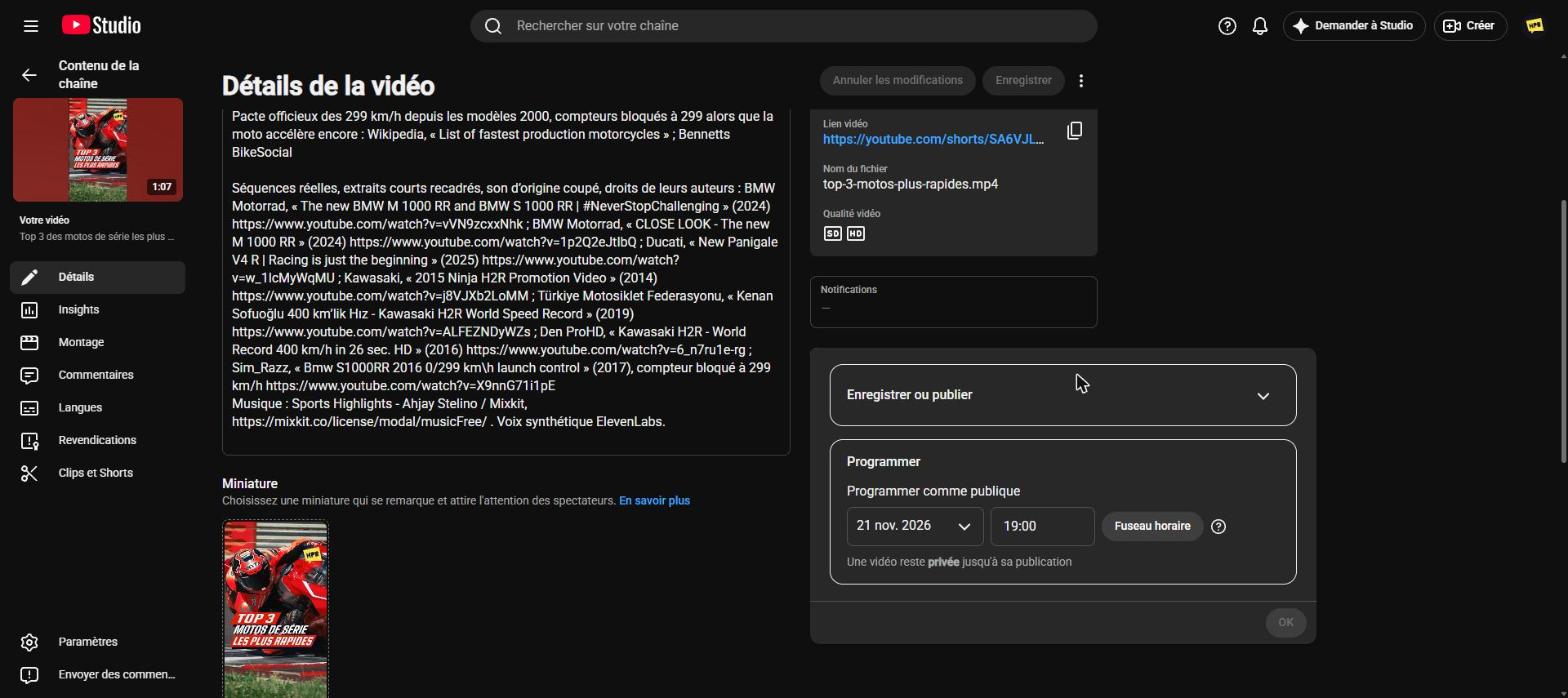 Studio
Rechercher sur votre chaîne
Demander à Studio
Créer
Contenu de la
chaîne
TOP 3
MOTOS DE SÉRIE
LES PLUS RAPIDES
1:07
Votre vidéo
Top 3 des motos de série les plus ...
Détails
Insights
Montage
Commentaires
Langues
Revendications
Clips et Shorts
Paramètres
Envoyer des commen...
Détails de la vidéo
Annuler les modifications
Enregistrer
Pacte officieux des 299 km/h depuis les modèles 2000, compteurs bloqués à 299 alors que la
moto accélère encore : Wikipedia, « List of fastest production motorcycles » ; Bennetts
BikeSocial
Séquences réelles, extraits courts recadrés, son d'origine coupé, droits de leurs auteurs : BMW
Motorrad, « The new BMW M 1000 RR and BMW S 1000 RR | #NeverStopChallenging » (2024)
https://www.youtube.com/watch?v=vVN9zcxxNhk ; BMW Motorrad, « CLOSE LOOK - The new
M 1000 RR » (2024) https://www.youtube.com/watch?v=1p2Q2eJtIbQ ; Ducati, « New Panigale
V4 R | Racing is just the beginning » (2025) https://www.youtube.com/watch?
v=w_1IcMyWqMU ; Kawasaki, « 2015 Ninja H2R Promotion Video » (2014)
https://www.youtube.com/watch?v=j8VJXb2LoMM ; Türkiye Motosiklet Federasyonu, « Kenan
Sofuoğlu 400 km'lik Hız - Kawasaki H2R World Speed Record » (2019)
https://www.youtube.com/watch?v=ALFEZNDyWZs ; Den ProHD, « Kawasaki H2R - World
Record 400 km/h in 26 sec. HD » (2016) https://www.youtube.com/watch?v=6_n7ru1e-rg ;
Sim_Razz, « Bmw S1000RR 2016 0/299 km\h launch control » (2017), compteur bloqué à 299
km/h https://www.youtube.com/watch?v=X9nnG71i1pE
Musique : Sports Highlights - Ahjay Stelino / Mixkit,
https://mixkit.co/license/modal/musicFree/ . Voix synthétique ElevenLabs.
Miniature
Choisissez une miniature qui se remarque et attire l'attention des spectateurs. En savoir plus
HPB
TOP 3
MOTOS DE SÉRIE
LES PLUS RAPIDES
Lien vidéo
https://youtube.com/shorts/SA6VJL...
Nom du fichier
top-3-motos-plus-rapides.mp4
Qualité vidéo
SD HD
Notifications
—
Enregistrer ou publier
Programmer
Programmer comme publique
21 nov. 2026
19:00
Fuseau horaire
Une vidéo reste privée jusqu'à sa publication
OK